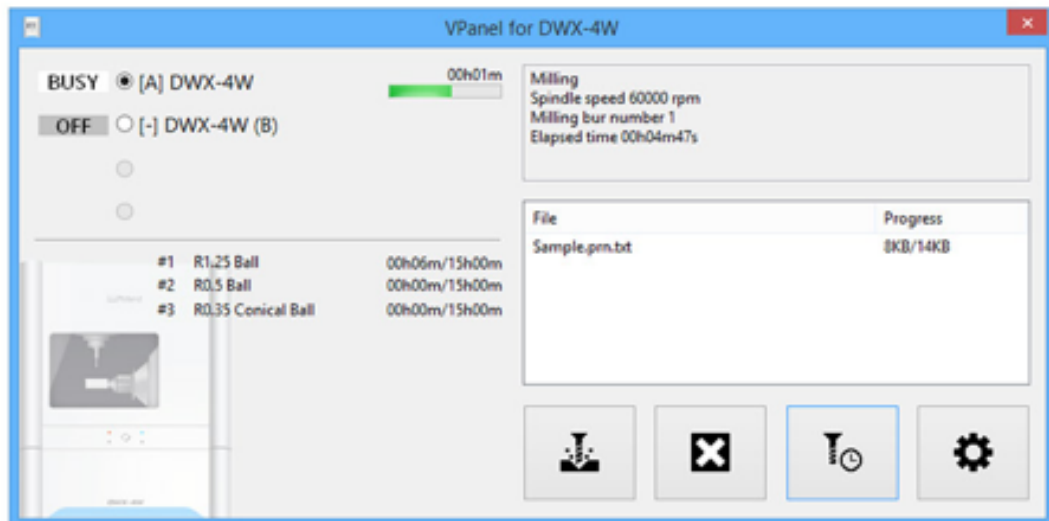 VPanel for DWX-4W
BUSY [A] DWX-4W 00h01m
OFF [-] DWX-4W (B)
#1 R1.25 Ball 00h06m/15h00m
#2 R0.5 Ball 00h00m/15h00m
#3 R0.35 Conical Ball 00h00m/15h00m
Milling
Spindle speed 60000 rpm
Milling bur number 1
Elapsed time 00h04m47s
File Progress
Sample.prn.txt 8KB/14KB